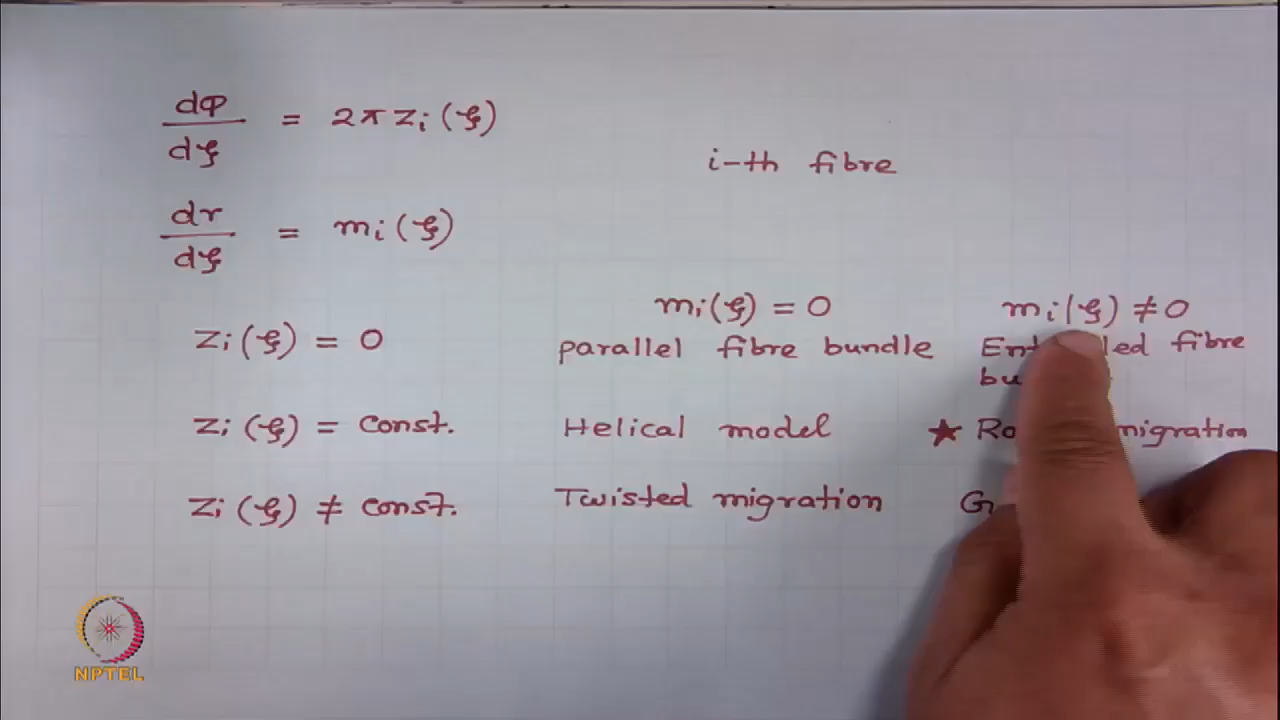 dφ/dξ = 2π zᵢ(ξ)
i-th fibre
dr/dξ = mᵢ(ξ)
mᵢ(ξ) = 0 mᵢ(ξ) ≠ 0
zᵢ(ξ) = 0 parallel fibre bundle fibre
zᵢ(ξ) = const. Helical model ★ migration
zᵢ(ξ) ≠ const. Twisted migration
NPTEL